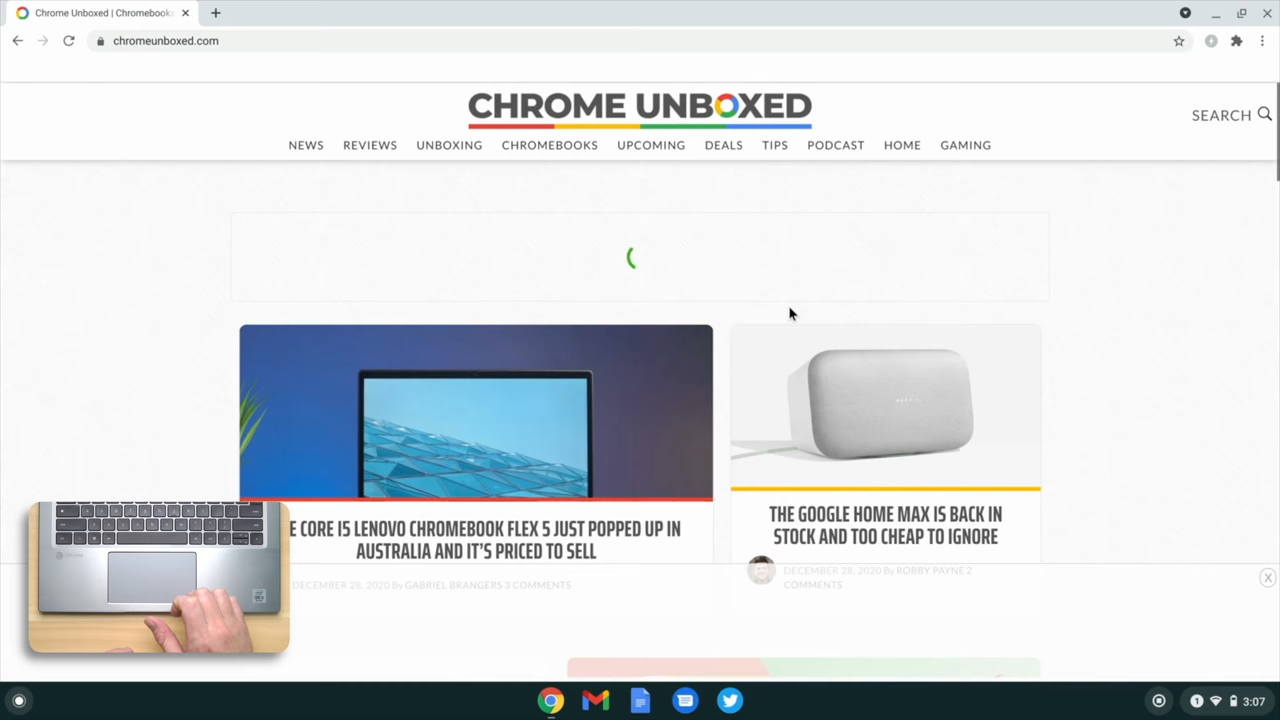 Chrome Unboxed | Chromebooks
chromeunboxed.com
CHROME UNBOXED
SEARCH
NEWS REVIEWS UNBOXING CHROMEBOOKS UPCOMING DEALS TIPS PODCAST HOME GAMING
E CORE I5 LENOVO CHROMEBOOK FLEX 5 JUST POPPED UP IN
AUSTRALIA AND IT'S PRICED TO SELL
DECEMBER 28, 2020 By GABRIEL BRANGERS 3 COMMENTS
THE GOOGLE HOME MAX IS BACK IN
STOCK AND TOO CHEAP TO IGNORE
DECEMBER 28, 2020 By ROBBY PAYNE 2
COMMENTS
1 3:07